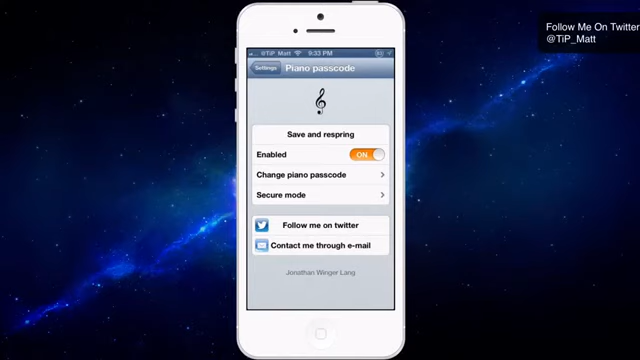 Follow Me On Twitter
@TiP_Matt
@TiP_Matt 9:33 PM
Settings
Piano passcode
Save and respring
Enabled
ON
Change piano passcode
Secure mode
Follow me on twitter
Contact me through e-mail
Jonathan Winger Lang